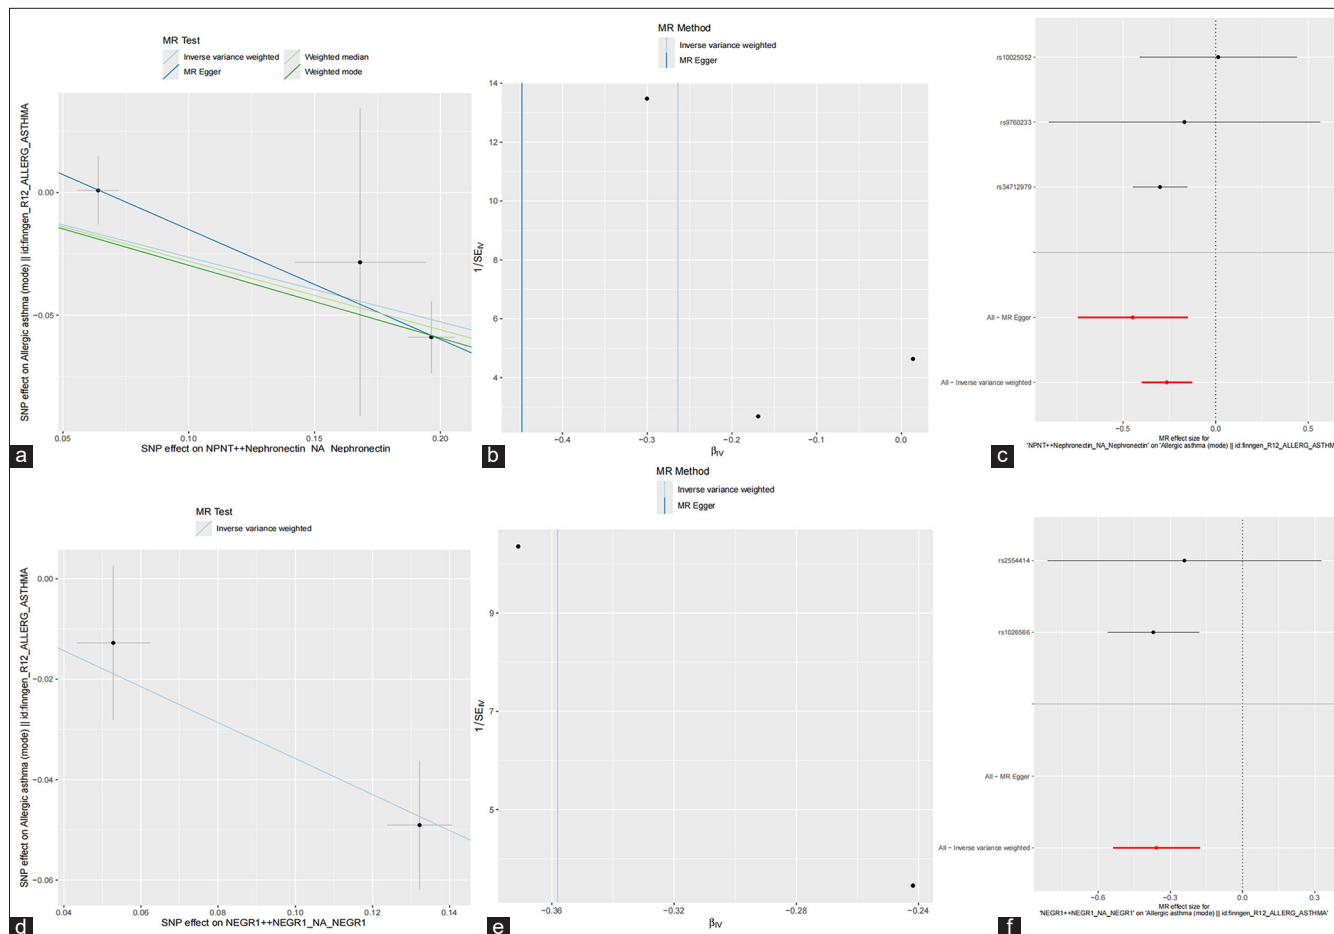 MR Test
Inverse variance weighted
Weighted median
MR Egger
Weighted mode
SNP effect on Allergic asthma (mode) || id:finngen_R12_ALLERG_ASTHMA
0.00
−0.05
0.05
0.10
0.15
0.20
SNP effect on NPNT++Nephronectin_NA_Nephronectin
a
MR Method
Inverse variance weighted
MR Egger
1/SEIV
14
12
10
8
6
4
−0.4
−0.3
−0.2
−0.1
0.0
βIV
b
rs10025052
rs9760233
rs34712979
All − MR Egger
All − Inverse variance weighted
−0.5
0.0
0.5
MR effect size for
'NPNT++Nephronectin_NA_Nephronectin' on 'Allergic asthma (mode) || id:finngen_R12_ALLERG_ASTHM
c
MR Test
Inverse variance weighted
SNP effect on Allergic asthma (mode) || id:finngen_R12_ALLERG_ASTHMA
0.00
−0.02
−0.04
−0.06
0.04
0.06
0.08
0.10
0.12
0.14
SNP effect on NEGR1++NEGR1_NA_NEGR1
d
MR Method
Inverse variance weighted
MR Egger
1/SEIV
9
7
5
−0.36
−0.32
−0.28
−0.24
βIV
e
rs2554414
rs1026566
All − MR Egger
All − Inverse variance weighted
−0.6
−0.3
0.0
0.3
MR effect size for
'NEGR1++NEGR1_NA_NEGR1' on 'Allergic asthma (mode) || id:finngen_R12_ALLERG_ASTHMA'
f